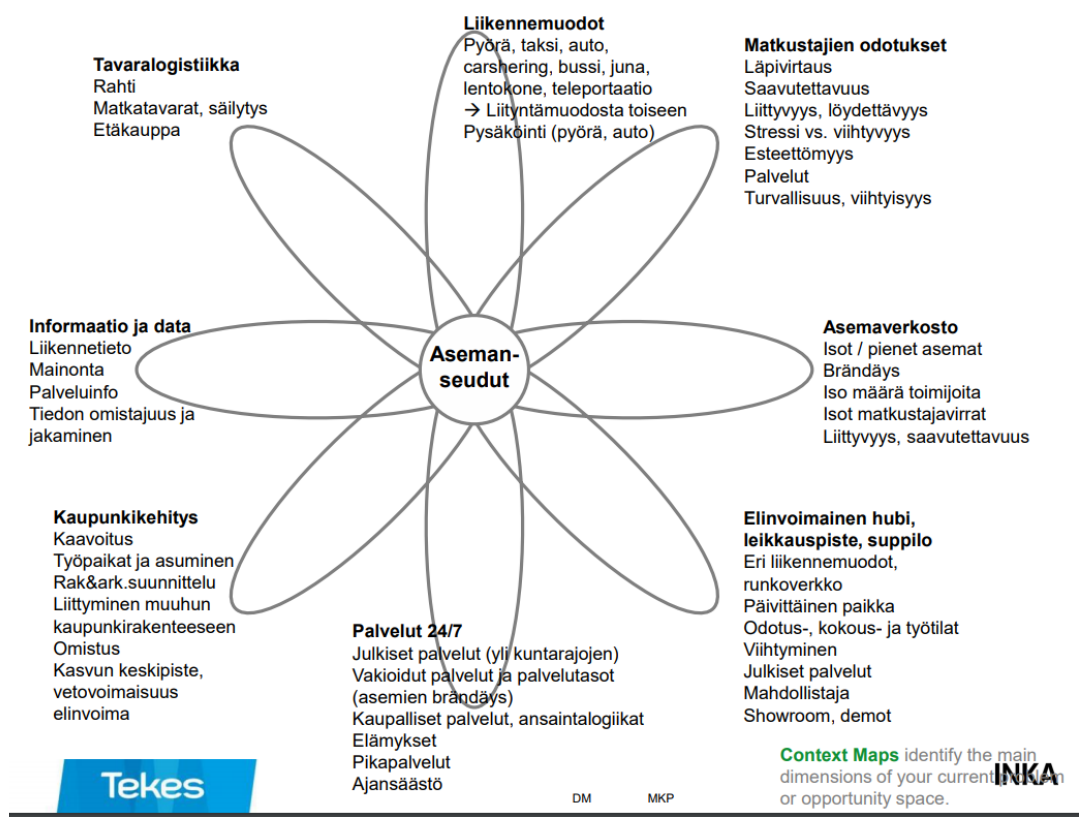 Liikennemuodot
Pyörä, taksi, auto,
carshering, bussi, juna,
lentokone, teleportaatio
→ Liityntämuodosta toiseen
Pysäköinti (pyörä, auto)
Matkustajien odotukset
Läpivirtaus
Saavutettavuus
Liittyvyys, löydettävyys
Stressi vs. viihtyvyys
Esteettömyys
Palvelut
Turvallisuus, viihtyisyys
Tavaralogistiikka
Rahti
Matkatavarat, säilytys
Etäkauppa
Informaatio ja data
Liikennetieto
Mainonta
Palveluinfo
Tiedon omistajuus ja
jakaminen
Aseman-
seudut
Asemaverkosto
Isot / pienet asemat
Brändäys
Iso määrä toimijoita
Isot matkustajavirrat
Liittyvyys, saavutettavuus
Kaupunkikehitys
Kaavoitus
Työpaikat ja asuminen
Rak&ark.suunnittelu
Liittyminen muuhun
kaupunkirakenteeseen
Omistus
Kasvun keskipiste,
vetovoimaisuus
elinvoima
Palvelut 24/7
Julkiset palvelut (yli kuntarajojen)
Vakioidut palvelut ja palvelutasot
(asemien brändäys)
Kaupalliset palvelut, ansaintalogiikat
Elämykset
Pikapalvelut
Ajansäästö
Elinvoimainen hubi,
leikkauspiste, suppilo
Eri liikennemuodot,
runkoverkko
Päivittäinen paikka
Odotus-, kokous- ja työtilat
Viihtyminen
Julkiset palvelut
Mahdollistaja
Showroom, demot
Context Maps identify the main
dimensions of your current problem
or opportunity space.
INKA
Tekes
DM
MKP